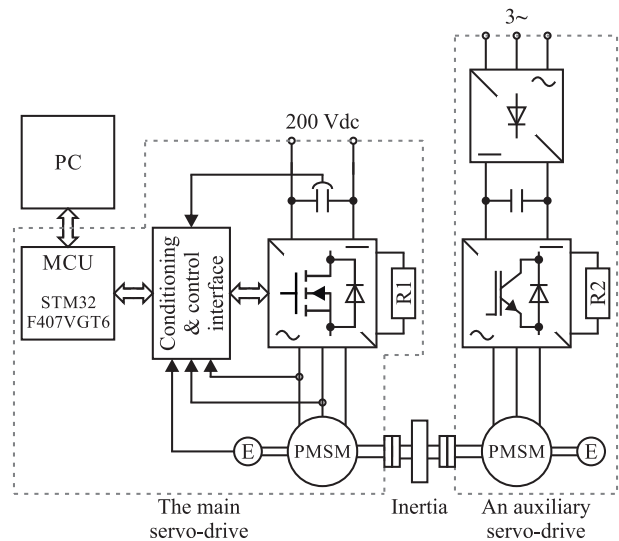 3~
200 Vdc
PC
MCU
STM32
F407VGT6
Conditioning
& control
interface
R1
R2
E
PMSM
PMSM
E
The main
servo-drive
Inertia
An auxiliary
servo-drive